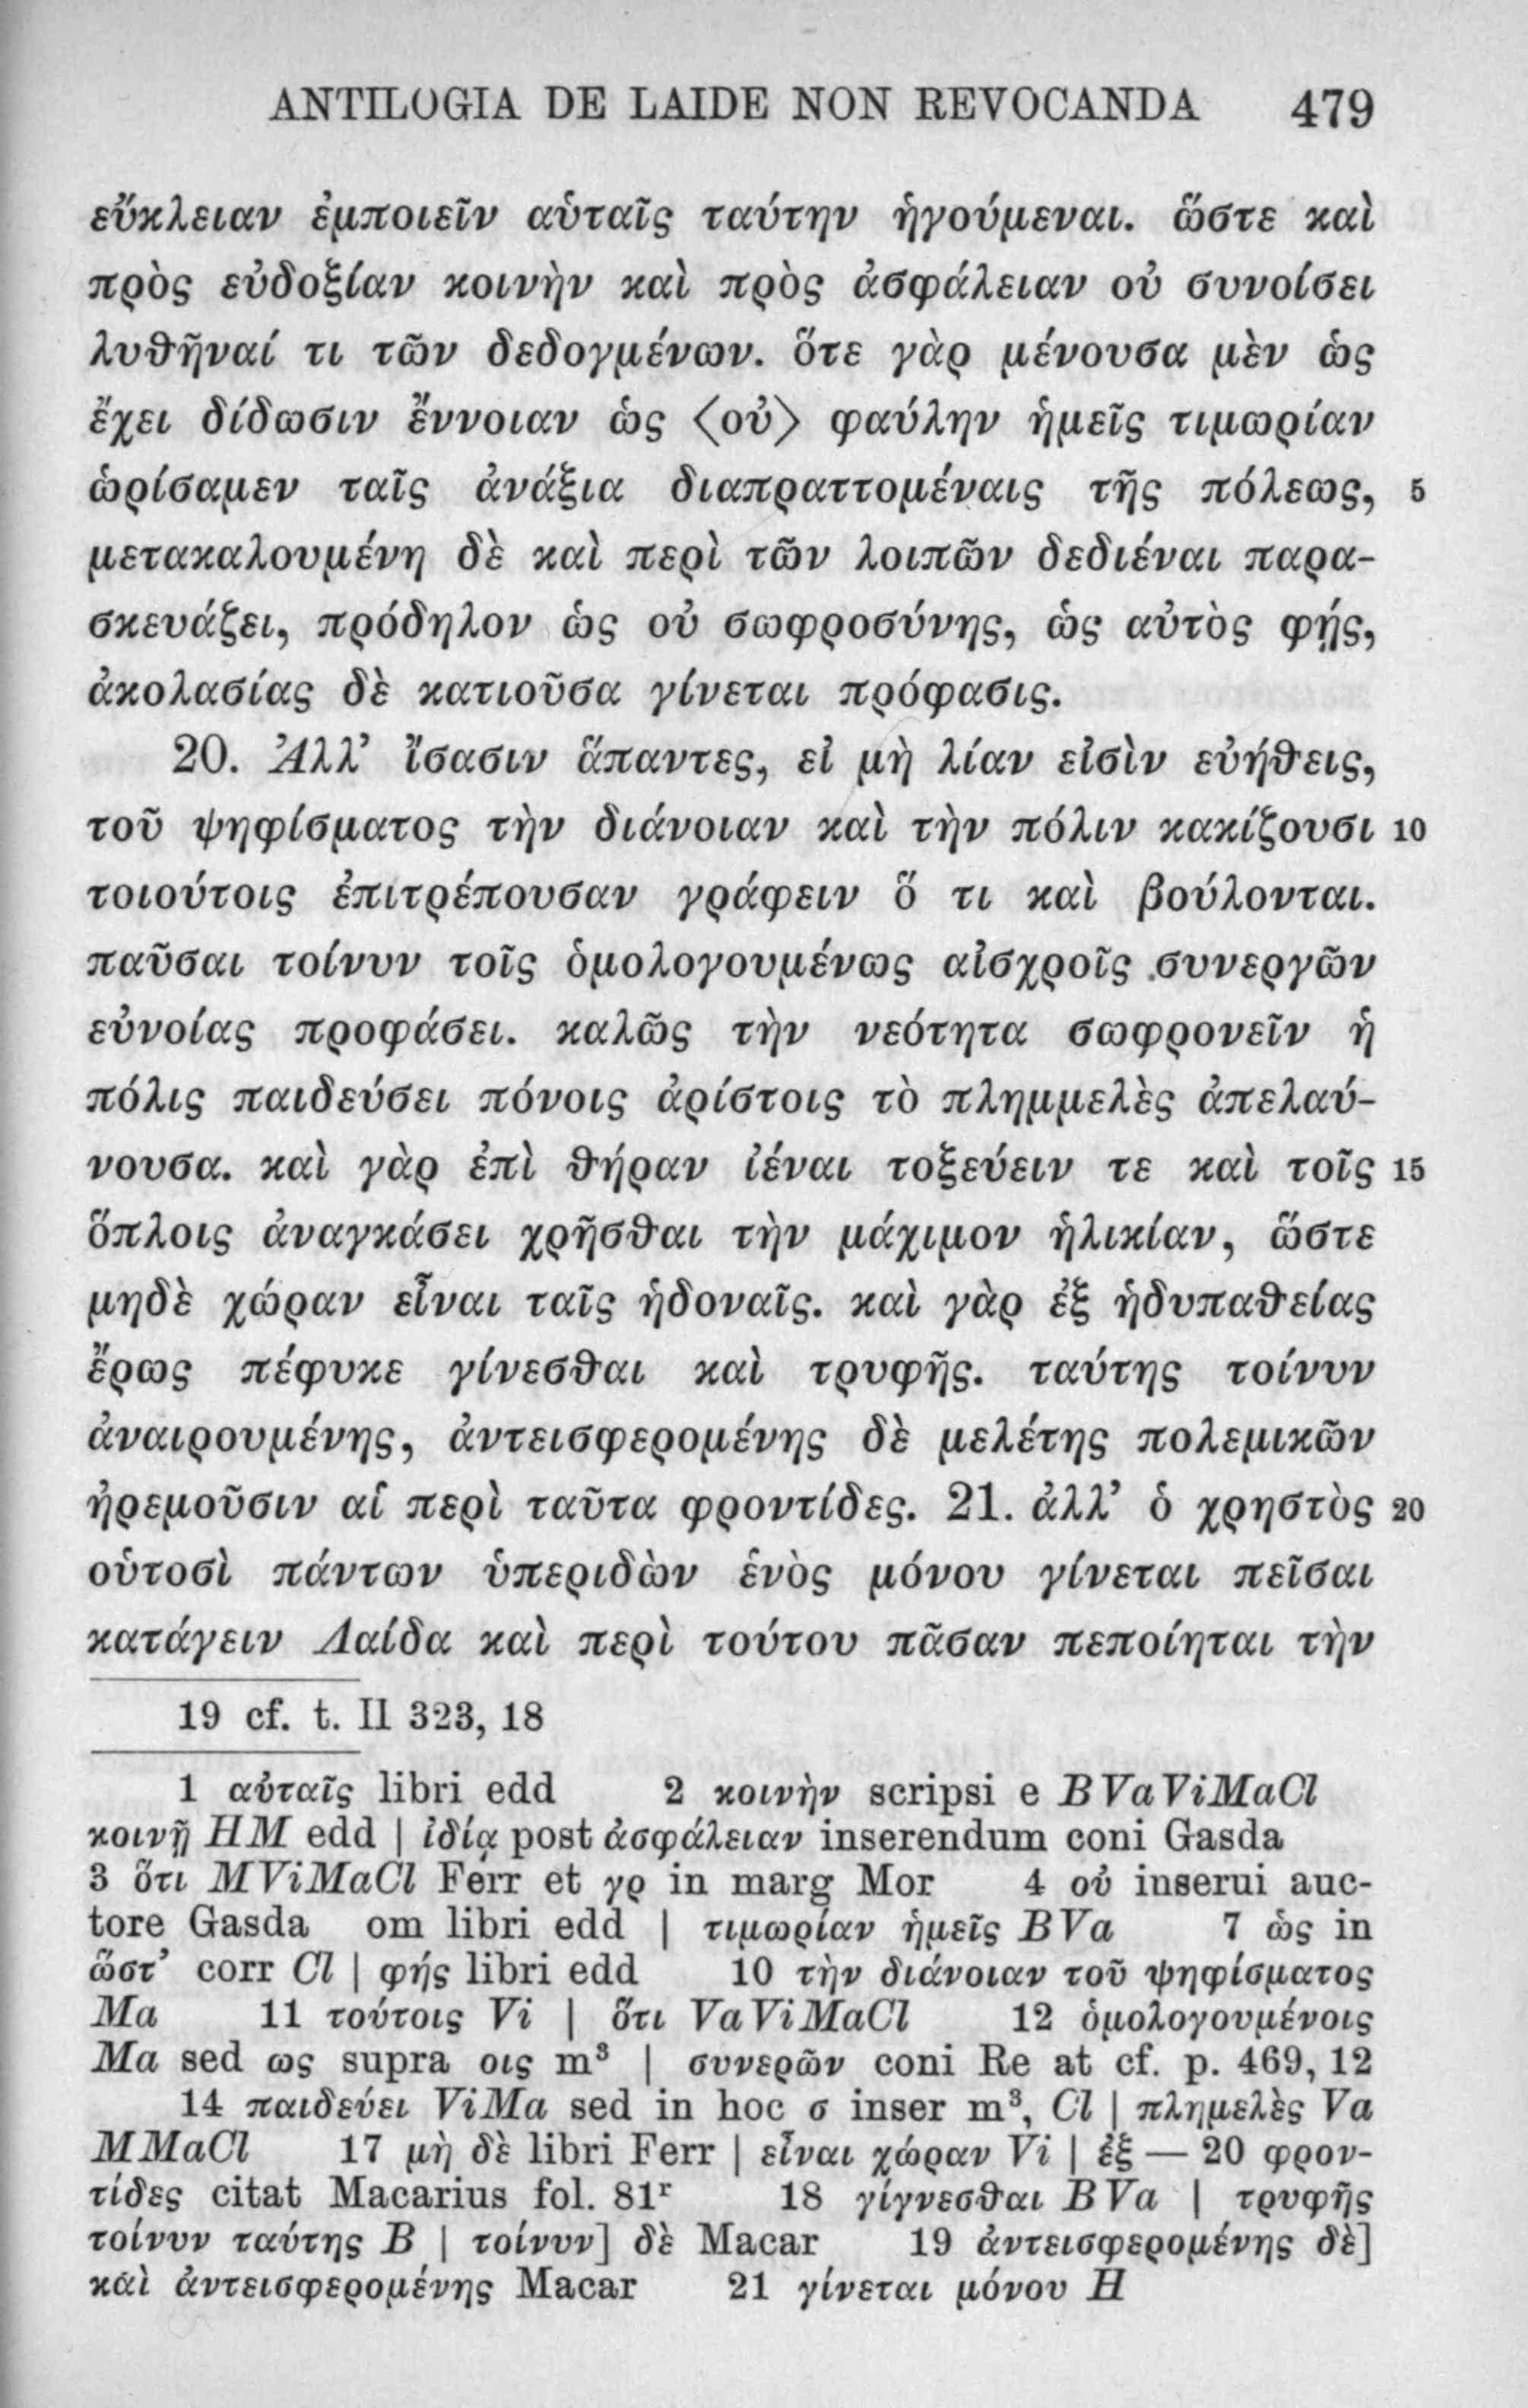 ANTILOGIA DE LAIDE NON REVOCANDA 479
εὔκλειαν ἐμποιεῖν αὑταῖς ταύτην ἡγούμεναι. ὥστε καὶ
πρὸς εὐδοξίαν κοινὴν καὶ πρὸς ἀσφάλειαν οὐ συνοίσει
λυθῆναί τι τῶν δεδογμένων. ὅτε γὰρ μένουσα μὲν ὡς
ἔχει δίδωσιν ἔννοιαν ὡς ⟨οὐ⟩ φαύλην ἡμεῖς τιμωρίαν
ὡρίσαμεν ταῖς ἀνάξια διαπραττομέναις τῆς πόλεως, 5
μετακαλουμένη δὲ καὶ περὶ τῶν λοιπῶν δεδιέναι παρα-
σκευάζει, πρόδηλον ὡς οὐ σωφροσύνης, ὡς αὐτὸς φῄς,
ἀκολασίας δὲ κατιοῦσα γίνεται πρόφασις.
20. Ἀλλ' ἴσασιν ἅπαντες, εἰ μὴ λίαν εἰσὶν εὐήθεις,
τοῦ ψηφίσματος τὴν διάνοιαν καὶ τὴν πόλιν κακίζουσι 10
τοιούτοις ἐπιτρέπουσαν γράφειν ὅ τι καὶ βούλονται.
παῦσαι τοίνυν τοῖς ὁμολογουμένως αἰσχροῖς συνεργῶν
εὐνοίας προφάσει. καλῶς τὴν νεότητα σωφρονεῖν ἡ
πόλις παιδεύσει πόνοις ἀρίστοις τὸ πλημμελὲς ἀπελαύ-
νουσα. καὶ γὰρ ἐπὶ θήραν ἰέναι τοξεύειν τε καὶ τοῖς 15
ὅπλοις ἀναγκάσει χρῆσθαι τὴν μάχιμον ἡλικίαν, ὥστε
μηδὲ χώραν εἶναι ταῖς ἡδοναῖς. καὶ γὰρ ἐξ ἡδυπαθείας
ἔρως πέφυκε γίνεσθαι καὶ τρυφῆς. ταύτης τοίνυν
ἀναιρουμένης, ἀντεισφερομένης δὲ μελέτης πολεμικῶν
ἠρεμοῦσιν αἱ περὶ ταῦτα φροντίδες. 21. ἀλλ' ὁ χρηστὸς 20
οὑτοσὶ πάντων ὑπεριδὼν ἑνὸς μόνου γίνεται πεῖσαι
κατάγειν Λαίδα καὶ περὶ τούτου πᾶσαν πεποίηται τὴν
19 cf. t. II 323, 18
1 αὐταῖς libri edd 2 κοινὴν scripsi e BVaViMaCl
κοινῇ HM edd | ἰδίᾳ post ἀσφάλειαν inserendum coni Gasda
3 ὅτι MViMaCl Ferr et γρ in marg Mor 4 οὐ inserui auc-
tore Gasda om libri edd | τιμωρίαν ἡμεῖς BVa 7 ὡς in
ὥστ' corr Cl | φής libri edd 10 τὴν διάνοιαν τοῦ ψηφίσματος
Ma 11 τούτοις Vi | ὅτι VaViMaCl 12 ὁμολογουμένοις
Ma sed ως supra οις m³ | συνερῶν coni Re at cf. p. 469, 12
14 παιδεύει ViMa sed in hoc σ inser m³, Cl | πλημελὲς Va
MMaCl 17 μὴ δὲ libri Ferr | εἶναι χώραν Vi | ἐξ — 20 φρον-
τίδες citat Macarius fol. 81ʳ 18 γίγνεσθαι BVa | τρυφῆς
τοίνυν ταύτης B | τοίνυν] δὲ Macar 19 ἀντεισφερομένης δὲ]
καὶ ἀντεισφερομένης Macar 21 γίνεται μόνου H